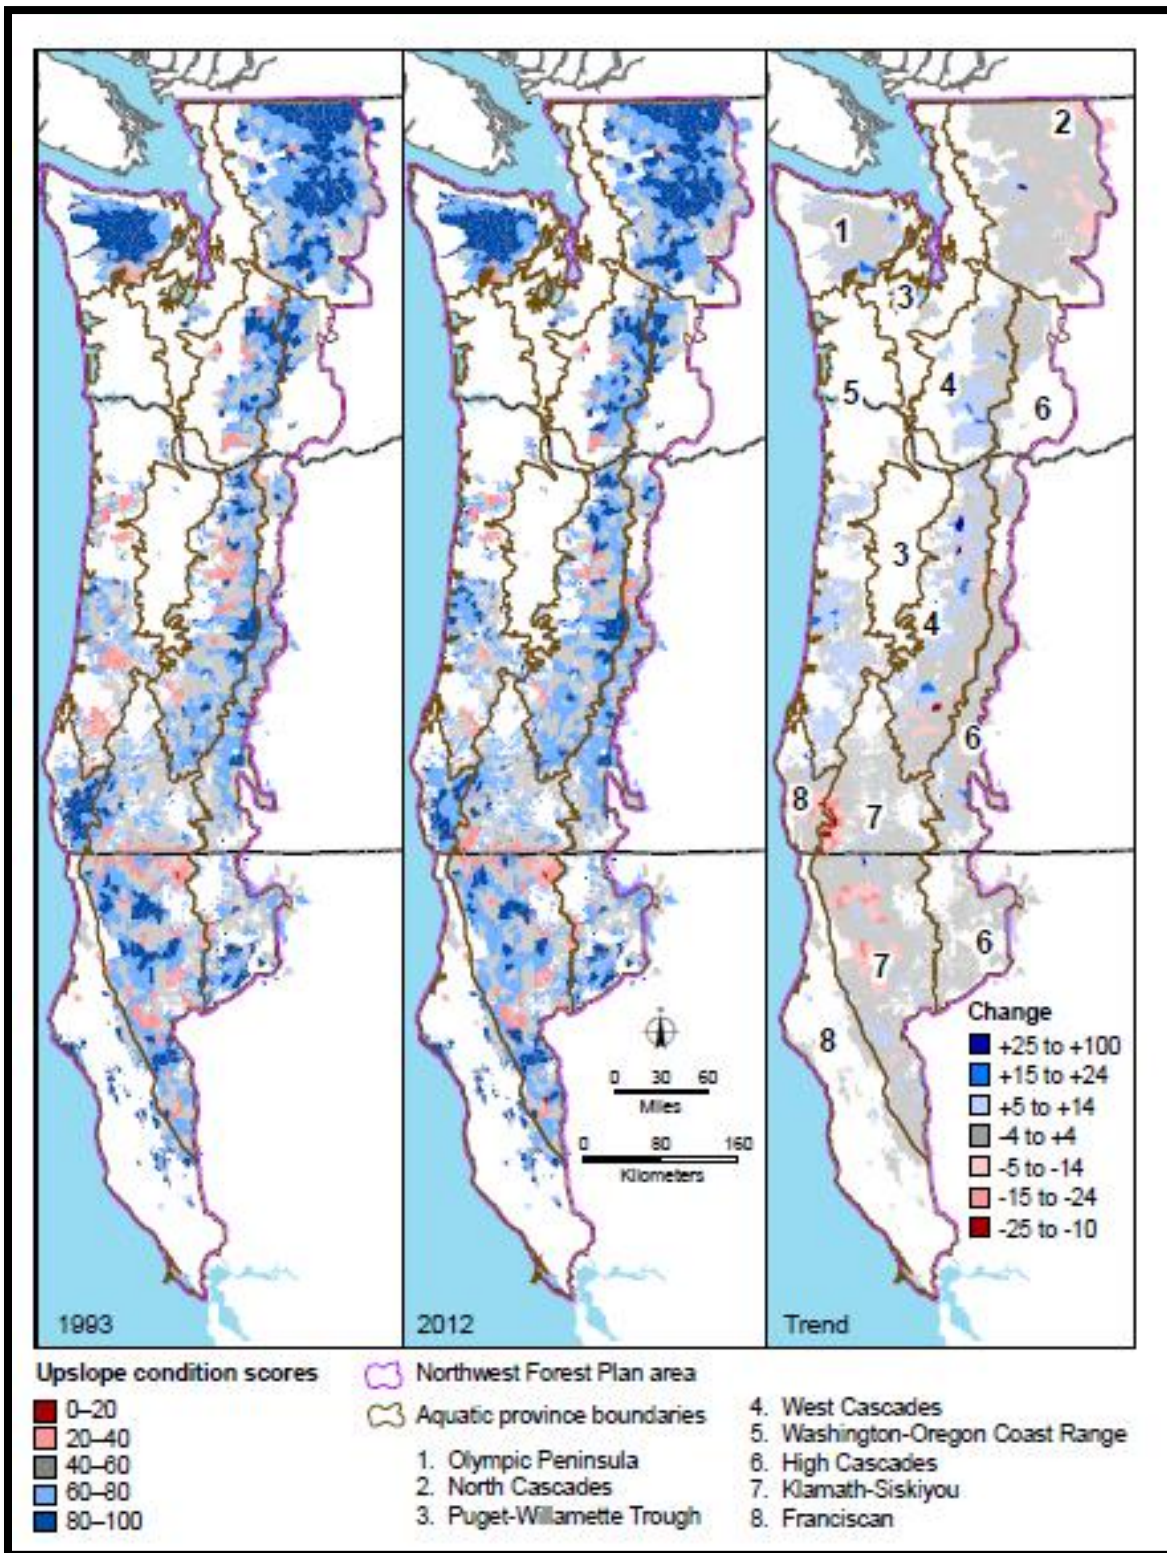 2
1
3
4
5
6
3
4
6
8
7
6
7
8
Change
+25 to +100
+15 to +24
+5 to +14
-4 to +4
-5 to -14
-15 to -24
-25 to -10
0 30 60
Miles
0 80 160
Kilometers
1993
2012
Trend
Upslope condition scores
0–20
20–40
40–60
60–80
80–100
Northwest Forest Plan area
Aquatic province boundaries
1. Olympic Peninsula
2. North Cascades
3. Puget-Willamette Trough
4. West Cascades
5. Washington-Oregon Coast Range
6. High Cascades
7. Klamath-Siskiyou
8. Franciscan